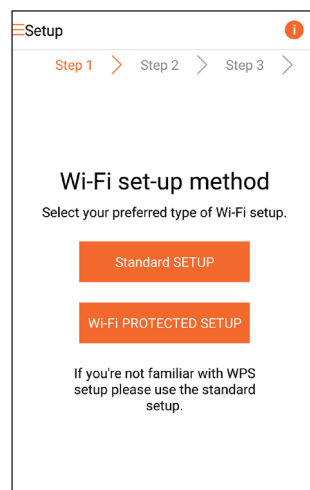 Setup
i
Step 1 Step 2 Step 3
Wi-Fi set-up method
Select your preferred type of Wi-Fi setup.
Standard SETUP
Wi-Fi PROTECTED SETUP
If you're not familiar with WPS
setup please use the standard
setup.